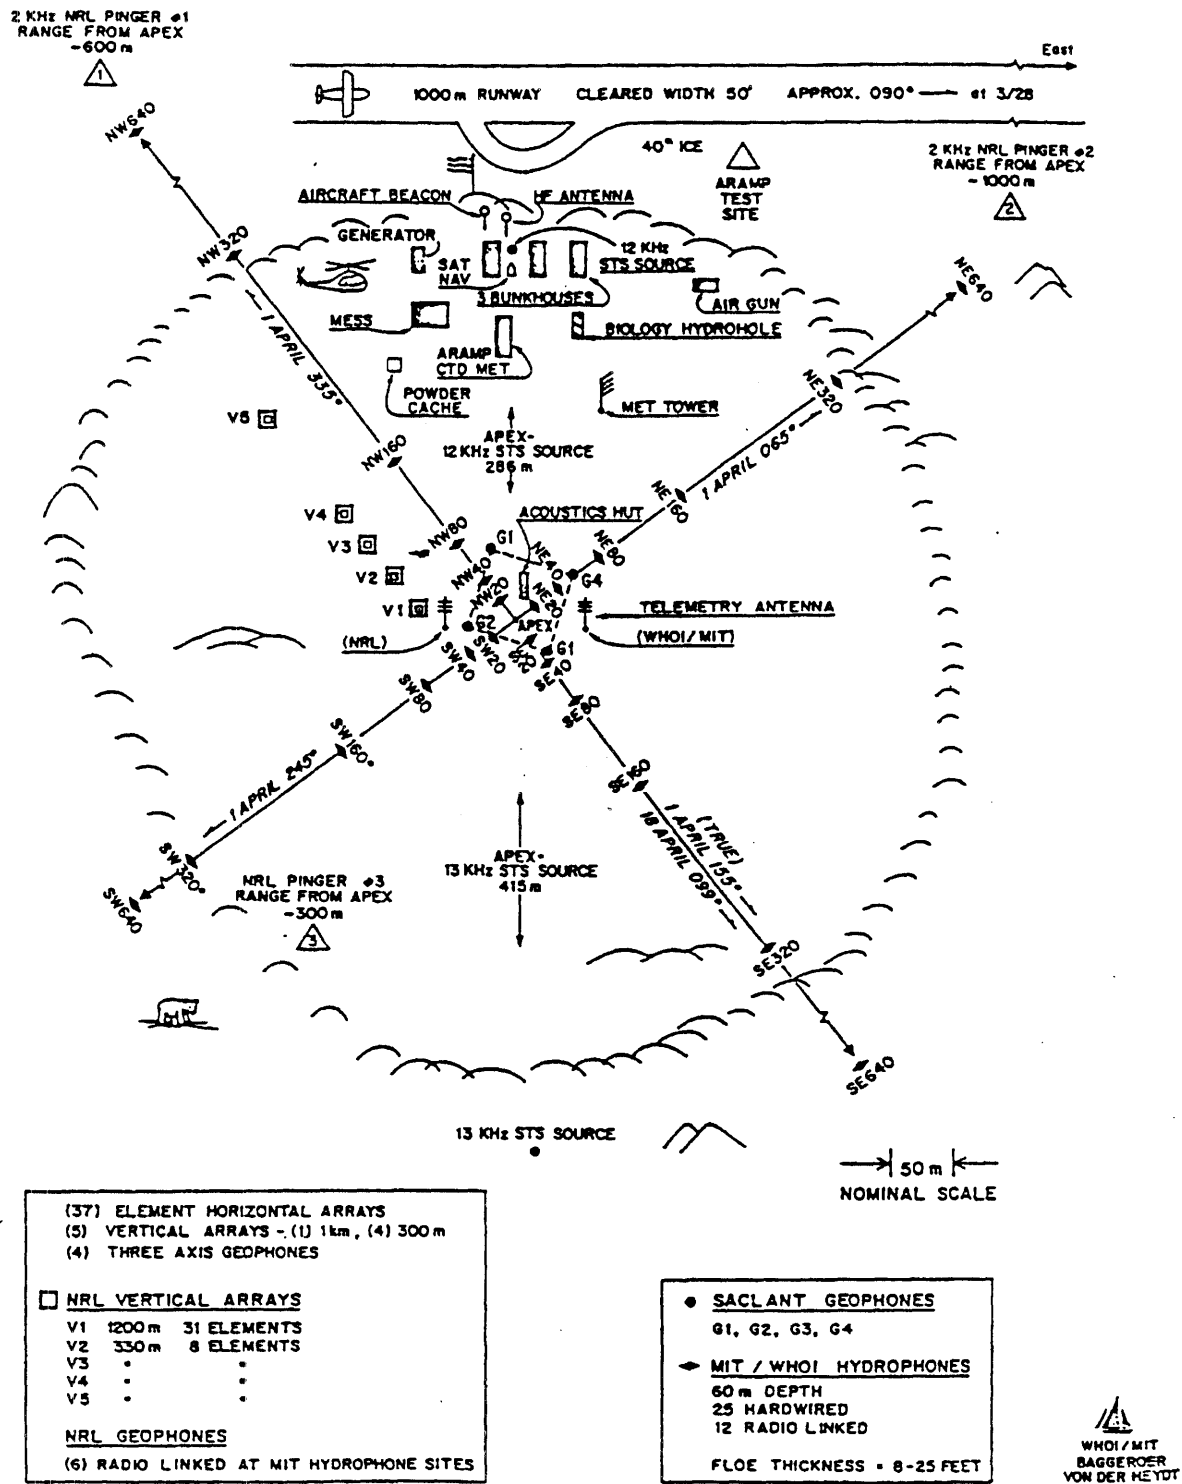 2 KHz NRL PINGER #1
RANGE FROM APEX
~600 m
1
East
1000 m RUNWAY CLEARED WIDTH 50' APPROX. 090° at 3/28
NW640
40" ICE
ARAMP
TEST
SITE
2 KHz NRL PINGER #2
RANGE FROM APEX
~1000 m
2
AIRCRAFT BEACON
HF ANTENNA
GENERATOR
NW320
SAT
NAV
12 KHz
STS SOURCE
3 BUNKHOUSES
AIR GUN
NE640
MESS
BIOLOGY HYDROHOLE
1 APRIL 335°
ARAMP
CTD MET
POWDER
CACHE
MET TOWER
NE320
V5
APEX-
12 KHz STS SOURCE
286 m
NW160
1 APRIL 065°
NE160
ACOUSTICS HUT
V4
V3
NW80
G1
NE40
NE80
V2
NW40
G4
NW20
NE20
V1
TELEMETRY ANTENNA
G2
APEX
(NRL)
(WHOI/MIT)
SW20
G1
SW40
SE40
SW80
SE80
SW160°
SE160
1 APRIL 245°
(TRUE)
1 APRIL 155°
18 APRIL 099°
APEX-
13 KHz STS SOURCE
415 m
SW320°
NRL PINGER #3
RANGE FROM APEX
~300 m
3
SW640
SE320
SE640
13 KHz STS SOURCE
50 m
NOMINAL SCALE
(37) ELEMENT HORIZONTAL ARRAYS
(5) VERTICAL ARRAYS - (1) 1km, (4) 300 m
(4) THREE AXIS GEOPHONES
NRL VERTICAL ARRAYS
V1 1200 m 31 ELEMENTS
V2 330 m 8 ELEMENTS
V3 " "
V4 " "
V5 " "
NRL GEOPHONES
(6) RADIO LINKED AT MIT HYDROPHONE SITES
SACLANT GEOPHONES
G1, G2, G3, G4
MIT / WHOI HYDROPHONES
60 m DEPTH
25 HARDWIRED
12 RADIO LINKED
FLOE THICKNESS = 8-25 FEET
WHOI/MIT
BAGGEROER
VON DER HEYDT